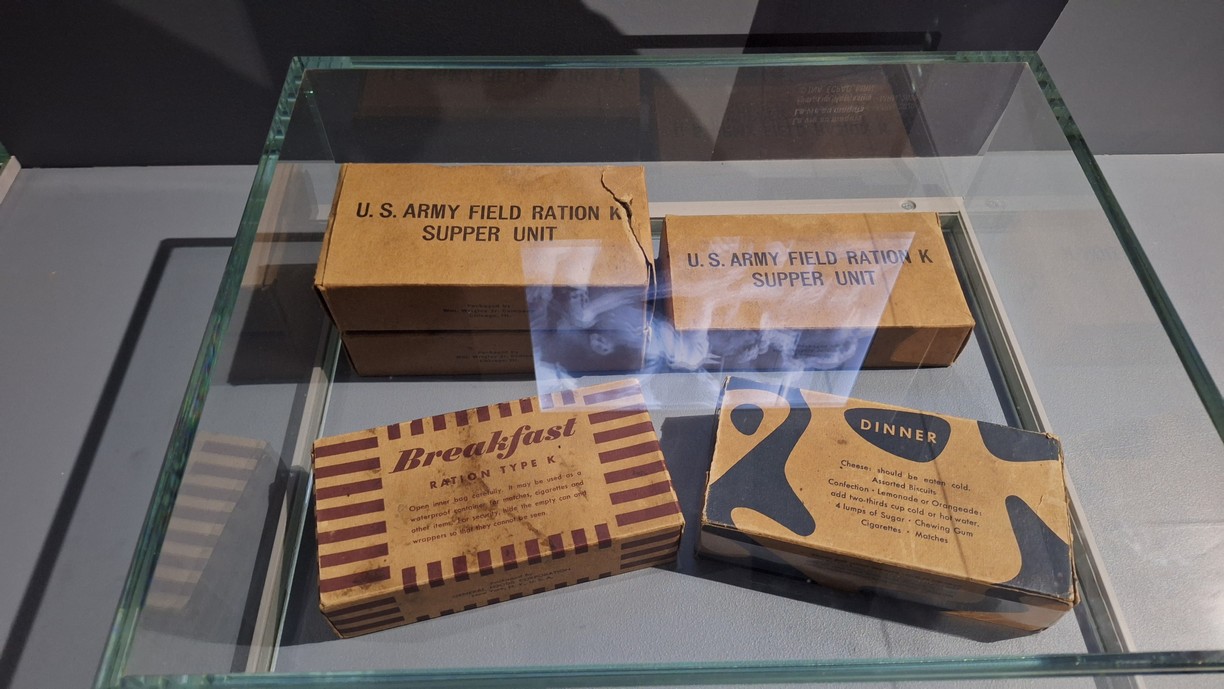 U. S. ARMY FIELD RATION K
SUPPER UNIT
U. S. ARMY FIELD RATION K
SUPPER UNIT
Breakfast
RATION TYPE K
Open inner bag carefully. It may be used as a
waterproof container for matches, cigarettes and
other items. For security, hide the empty can and
wrappers so that they cannot be seen.
DINNER
Cheese: should be eaten cold.
Assorted Biscuits
Confection • Lemonade or Orangeade:
add two-thirds cup cold or hot water.
4 lumps of Sugar • Chewing Gum
Cigarettes • Matches